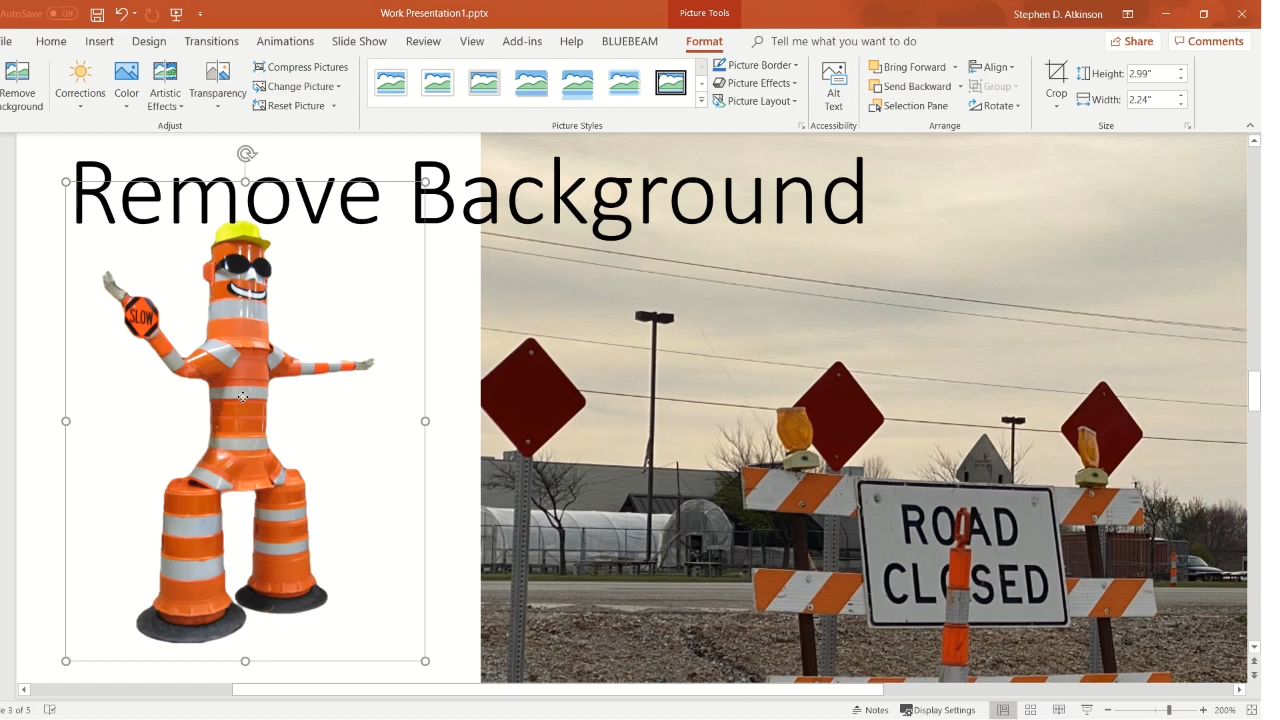 AutoSave Off
Work Presentation1.pptx
Picture Tools
Stephen D. Atkinson
ile
Home
Insert
Design
Transitions
Animations
Slide Show
Review
View
Add-ins
Help
BLUEBEAM
Format
Tell me what you want to do
Share
Comments
Remove
ackground
Corrections
Color
Artistic
Effects
Transparency
Compress Pictures
Change Picture
Reset Picture
Adjust
Picture Border
Picture Effects
Picture Layout
Picture Styles
Alt
Text
Accessibility
Bring Forward
Send Backward
Selection Pane
Align
Group
Rotate
Arrange
Crop
Height: 2.99"
Width: 2.24"
Size
Remove Background
SLOW
ROAD
CLOSED
e 3 of 5
Notes
Display Settings
200%